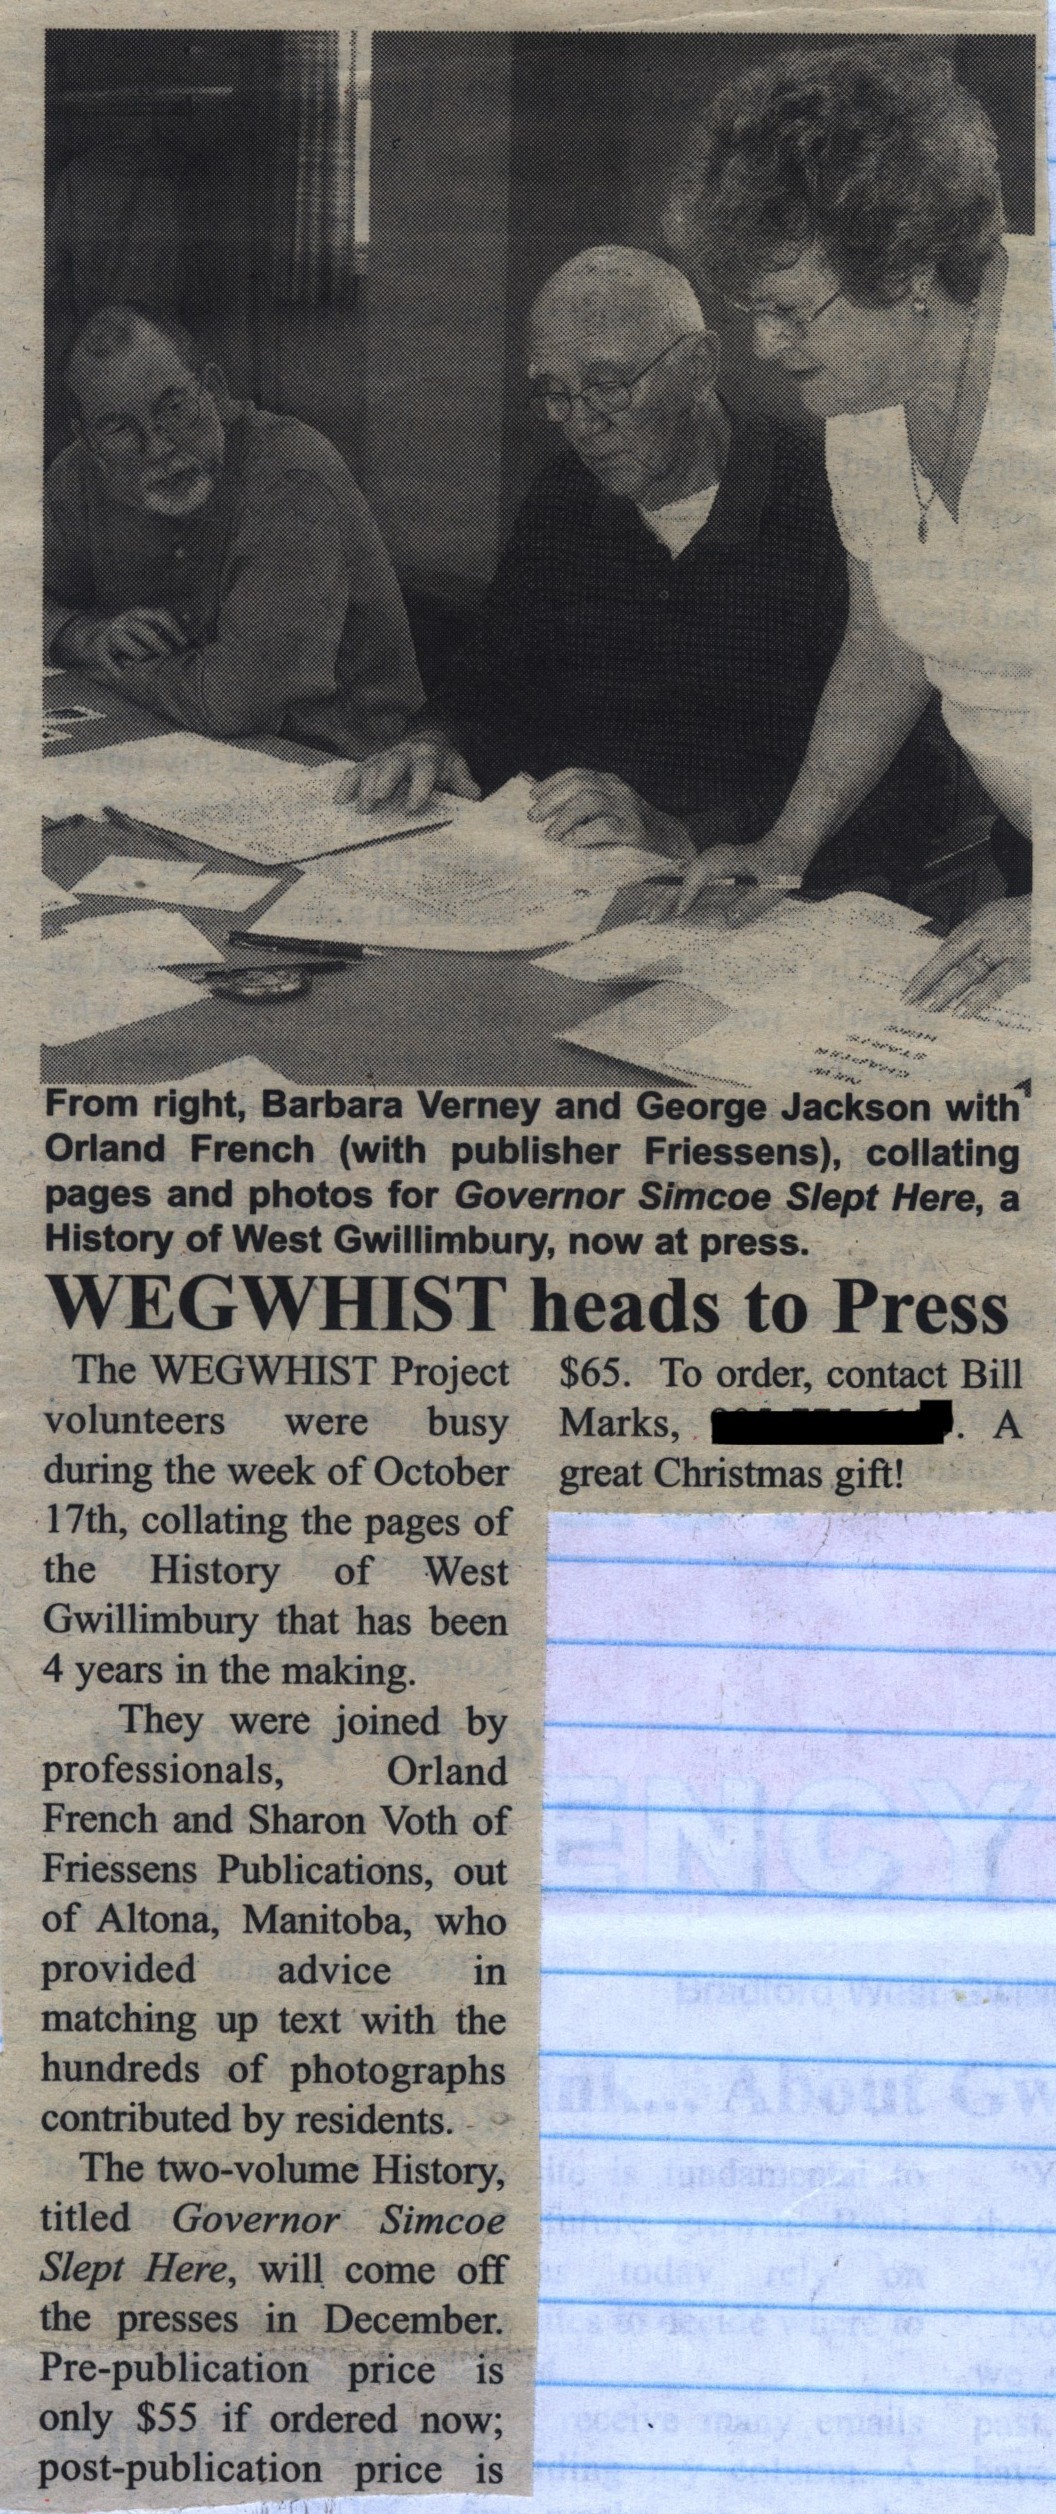 From right, Barbara Verney and George Jackson with
Orland French (with publisher Friessens), collating
pages and photos for Governor Simcoe Slept Here, a
History of West Gwillimbury, now at press.
WEGWHIST heads to Press
The WEGWHIST Project
volunteers were busy
during the week of October
17th, collating the pages of
the History of West
Gwillimbury that has been
4 years in the making.
They were joined by
professionals, Orland
French and Sharon Voth of
Friessens Publications, out
of Altona, Manitoba, who
provided advice in
matching up text with the
hundreds of photographs
contributed by residents.
The two-volume History,
titled Governor Simcoe
Slept Here, will come off
the presses in December.
Pre-publication price is
only $55 if ordered now;
post-publication price is
$65. To order, contact Bill
Marks, . A
great Christmas gift!